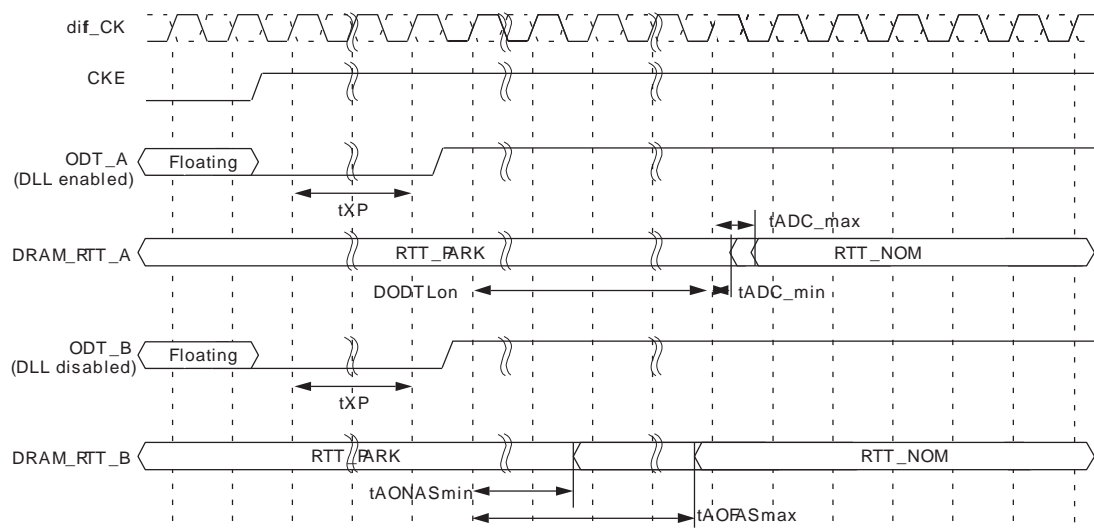 dif_CK
CKE
ODT_A
(DLL enabled)
Floating
tXP
tADC_max
DRAM_RTT_A
RTT_PARK
RTT_NOM
DODTLon
tADC_min
ODT_B
(DLL disabled)
Floating
tXP
DRAM_RTT_B
RTT_PARK
RTT_NOM
tAONASmin
tAOFASmax